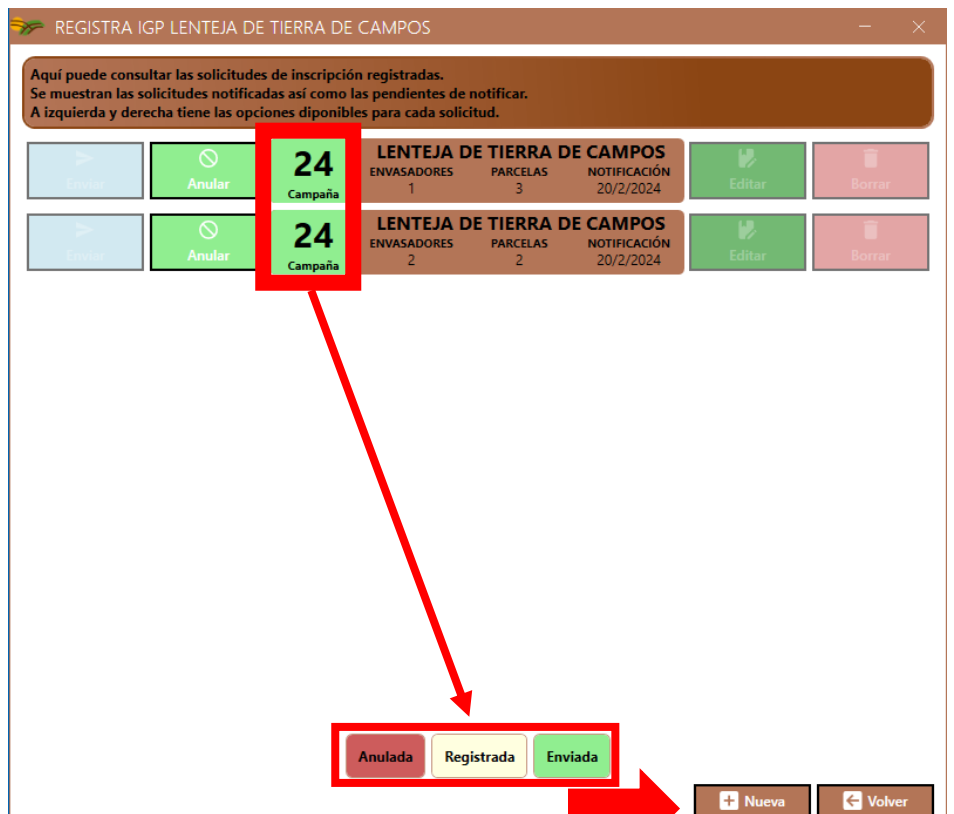 REGISTRA IGP LENTEJA DE TIERRA DE CAMPOS
Aquí puede consultar las solicitudes de inscripción registradas.
Se muestran las solicitudes notificadas así como las pendientes de notificar.
A izquierda y derecha tiene las opciones diponibles para cada solicitud.
Enviar
Anular
24
Campaña
LENTEJA DE TIERRA DE CAMPOS
ENVASADORES PARCELAS NOTIFICACIÓN
1 3 20/2/2024
Editar
Borrar
Enviar
Anular
24
Campaña
LENTEJA DE TIERRA DE CAMPOS
ENVASADORES PARCELAS NOTIFICACIÓN
2 2 20/2/2024
Editar
Borrar
Anulada Registrada Enviada
Nueva Volver